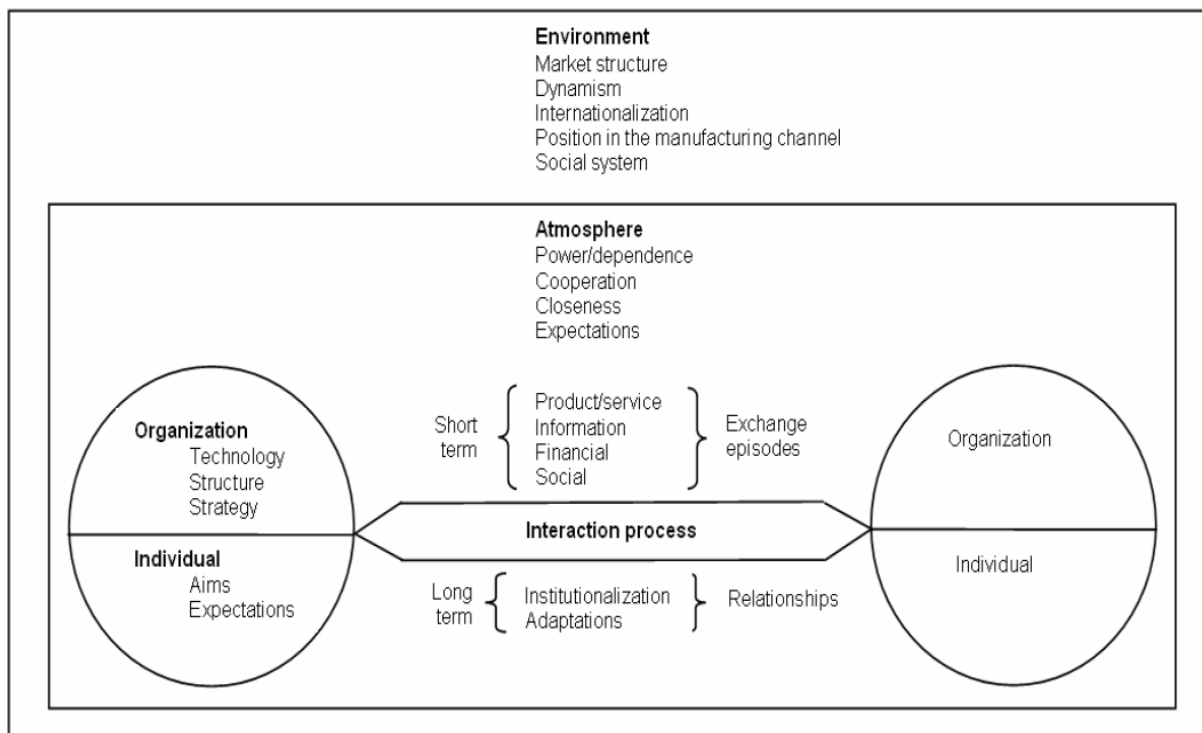 Environment
Market structure
Dynamism
Internationalization
Position in the manufacturing channel
Social system
Atmosphere
Power/dependence
Cooperation
Closeness
Expectations
Organization
Technology
Structure
Strategy
Individual
Aims
Expectations
Short
term
Product/service
Information
Financial
Social
Exchange
episodes
Interaction process
Long
term
Institutionalization
Adaptations
Relationships
Organization
Individual